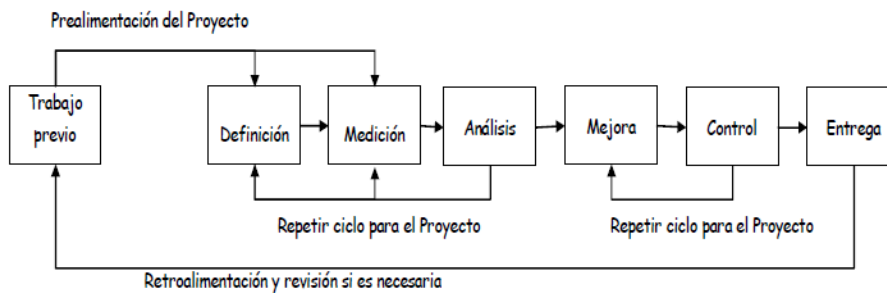 Prealimentación del Proyecto
Trabajo
previo
Definición
Medición
Análisis
Mejora
Control
Entrega
Repetir ciclo para el Proyecto
Repetir ciclo para el Proyecto
Retroalimentación y revisión si es necesaria